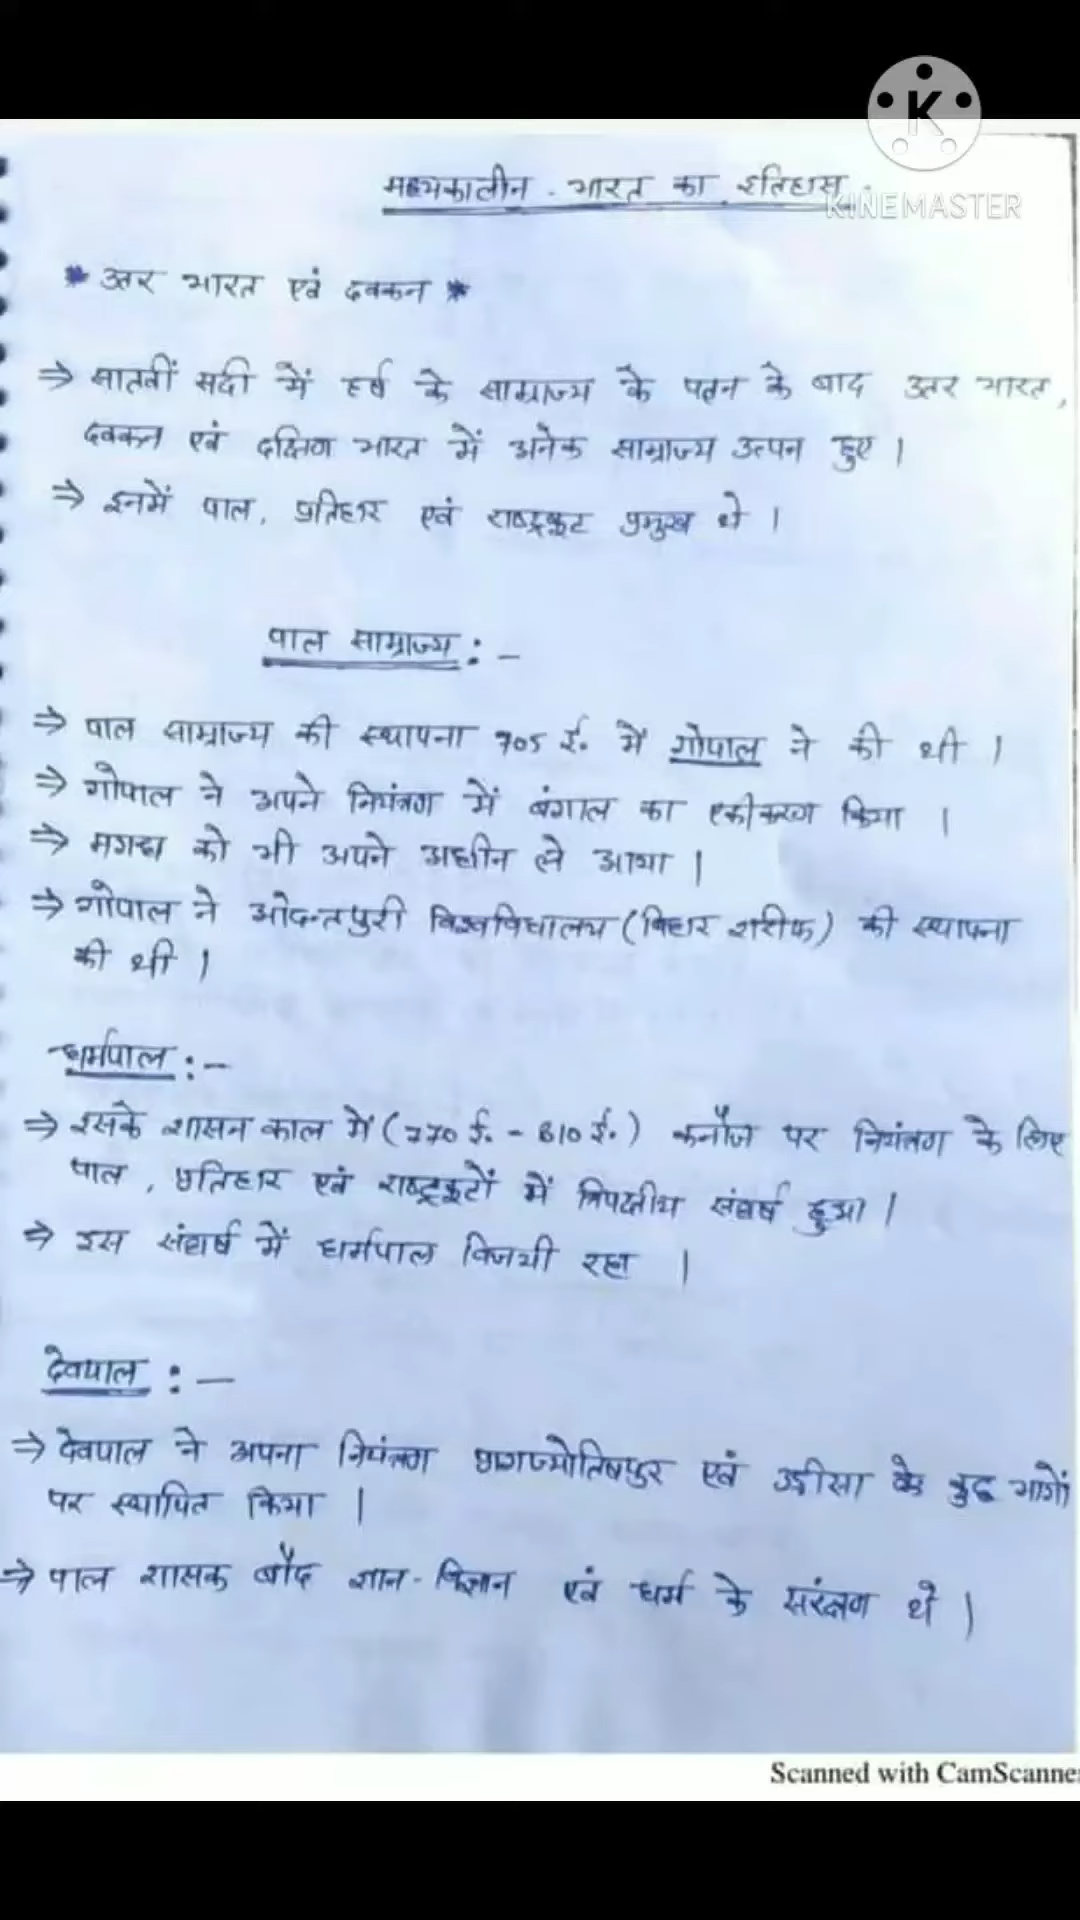 K
KINEMASTER
मध्यकालीन - भारत का इतिहास.
* उत्तर भारत एवं दक्कन *
⇒ सातवीं सदी में हर्ष के साम्राज्य के पतन के बाद उत्तर भारत,
दक्कन एवं दक्षिण भारत में अनेक साम्राज्य उत्पन हुए |
⇒ इनमें पाल, प्रतिहार एवं राष्ट्रकूट प्रमुख थे |
पाल साम्राज्य : -
⇒ पाल साम्राज्य की स्थापना 705 ई. में गोपाल ने की थी |
⇒ गोपाल ने अपने नियंत्रण में बंगाल का एकीकरण किया |
⇒ मगध को भी अपने अधीन ले आया |
⇒ गोपाल ने ओदन्तपुरी विश्वविधालय (बिहार शरीफ) की स्थापना
की थी |
धर्मपाल : -
⇒ इसके शासन काल में (770 ई. - 810 ई.) कनौज पर नियंत्रण के लिए
पाल, प्रतिहार एवं राष्ट्रकूटों में त्रिपक्षीय संघर्ष हुआ |
⇒ इस संघर्ष में धर्मपाल विजयी रहा |
देवपाल : -
⇒ देवपाल ने अपना नियंत्रण प्रागज्योतिषपुर एवं उड़ीसा के कुछ भागों
पर स्थापित किया |
⇒ पाल शासक बौद ज्ञान - विज्ञान एवं धर्म के संरक्षण थे |
Scanned with CamScanne